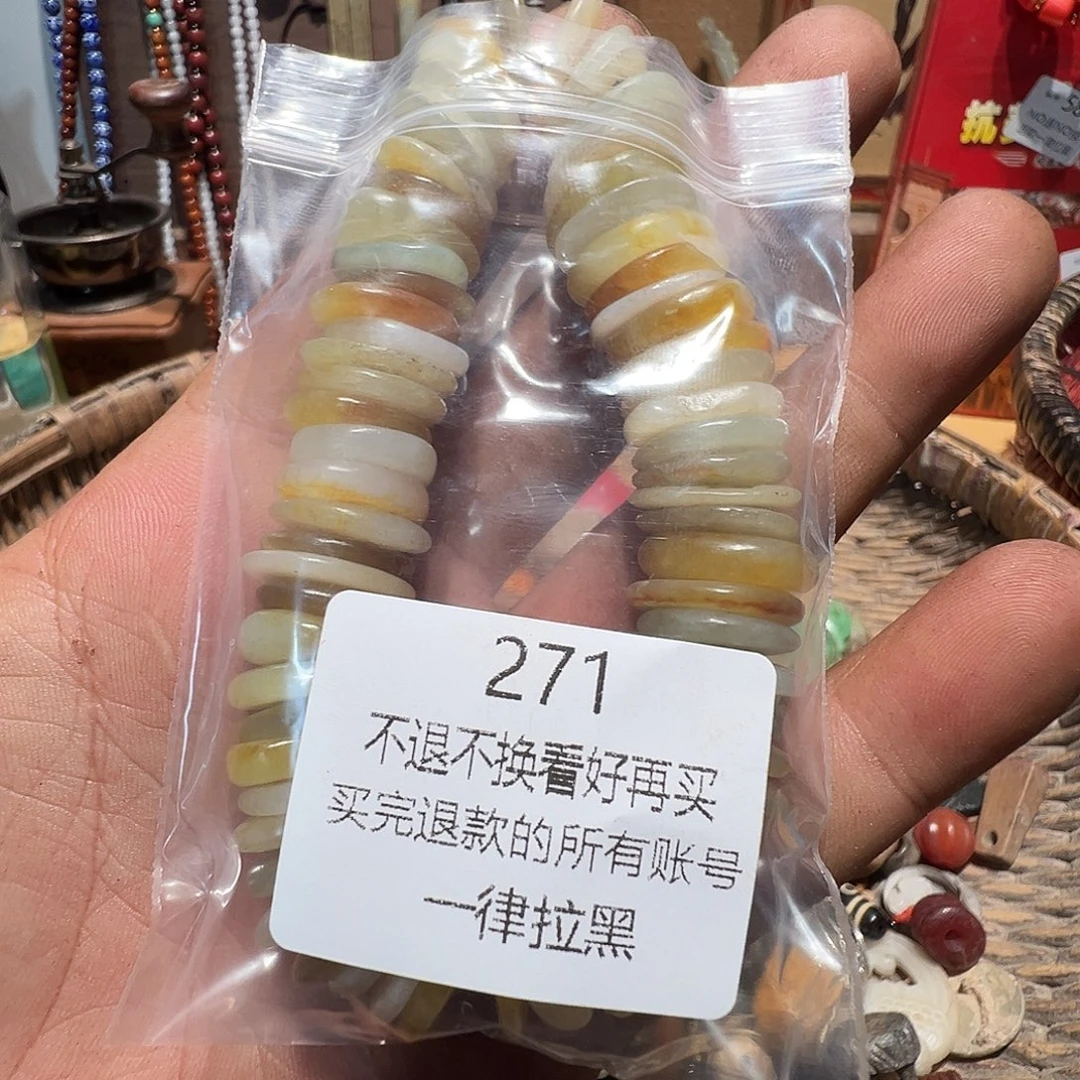 抗
271
不退不换看好再买
买完退款的所有账号
一律拉黑